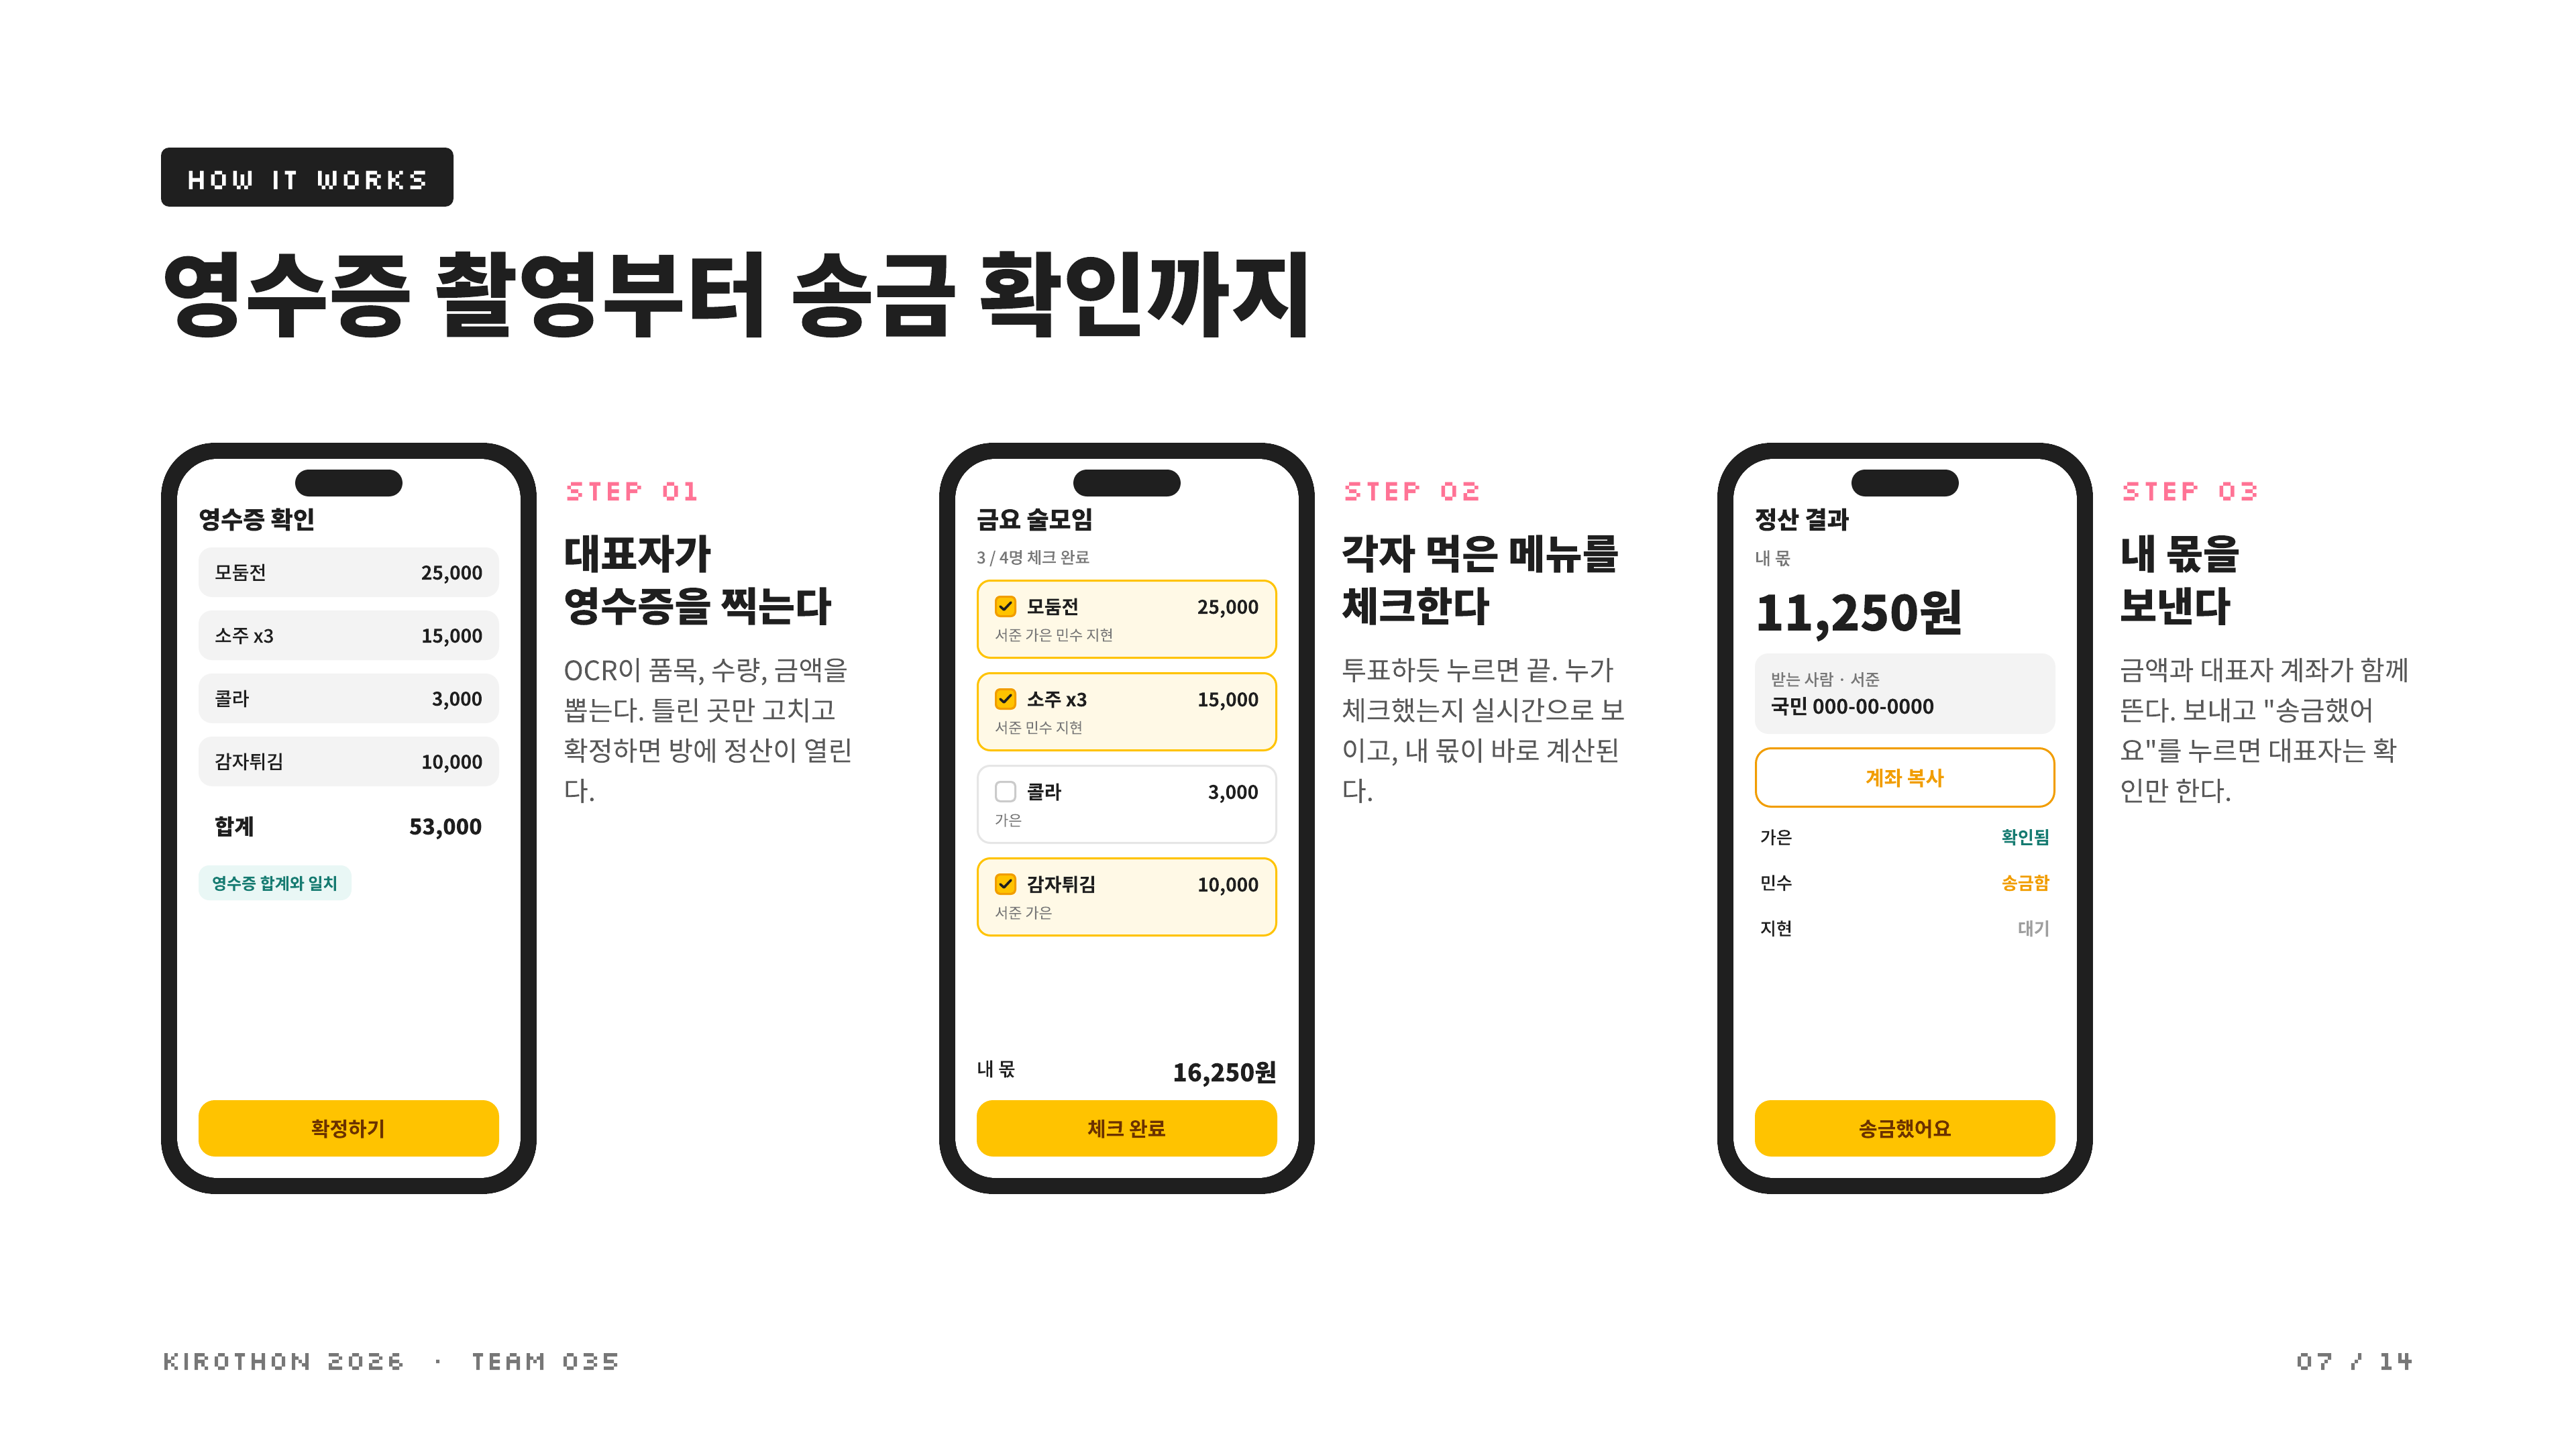 HOW IT WORKS
영수증 촬영부터 송금 확인까지
영수증 확인
모둠전 25,000
소주 x3 15,000
콜라 3,000
감자튀김 10,000
합계 53,000
영수증 합계와 일치
확정하기
STEP 01
대표자가
영수증을 찍는다
OCR이 품목, 수량, 금액을
뽑는다. 틀린 곳만 고치고
확정하면 방에 정산이 열린
다.
금요 술모임
3 / 4명 체크 완료
모둠전 25,000
서준 가은 민수 지현
소주 x3 15,000
서준 민수 지현
콜라 3,000
가은
감자튀김 10,000
서준 가은
내 몫 16,250원
체크 완료
STEP 02
각자 먹은 메뉴를
체크한다
투표하듯 누르면 끝. 누가
체크했는지 실시간으로 보
이고, 내 몫이 바로 계산된
다.
정산 결과
내 몫
11,250원
받는 사람 · 서준
국민 000-00-0000
계좌 복사
가은 확인됨
민수 송금함
지현 대기
송금했어요
STEP 03
내 몫을
보낸다
금액과 대표자 계좌가 함께
뜬다. 보내고 "송금했어
요"를 누르면 대표자는 확
인만 한다.
KIROTHON 2026 · TEAM 035
07 / 14